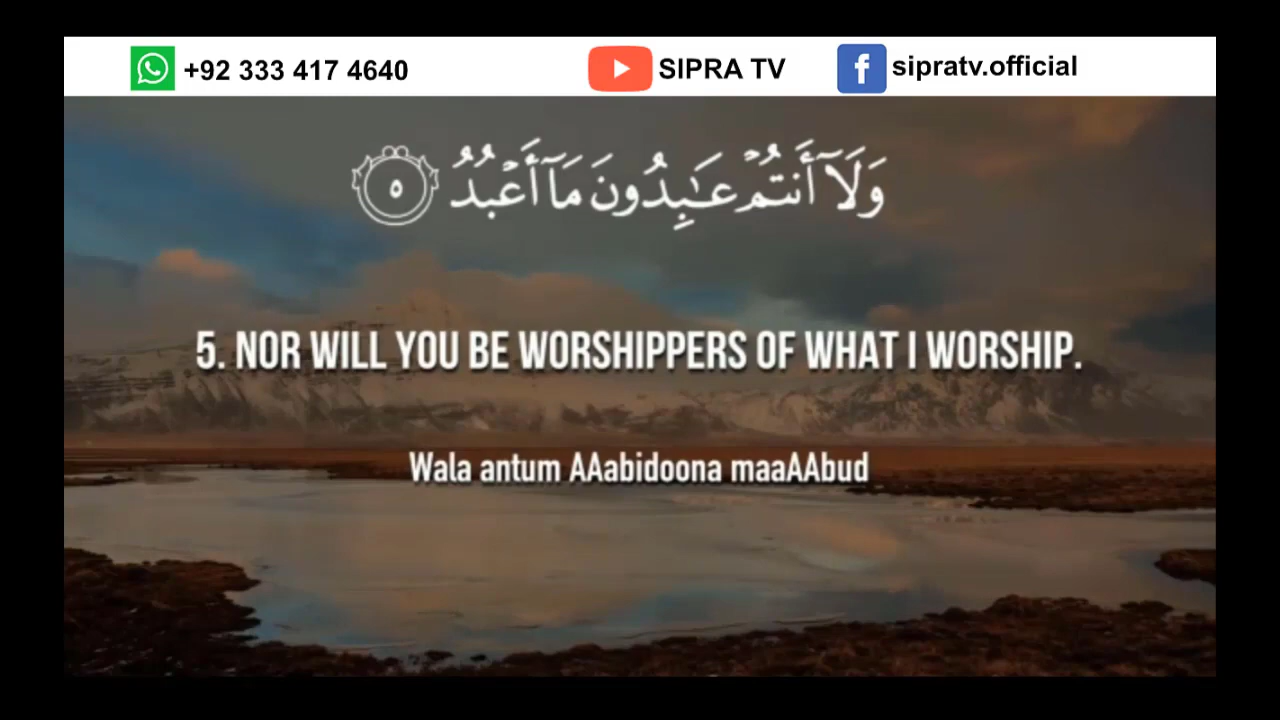 +92 333 417 4640 SIPRA TV sipratv.official
وَلَآ أَنتُمْ عَـٰبِدُونَ مَآ أَعْبُدُ ٥
5. NOR WILL YOU BE WORSHIPPERS OF WHAT I WORSHIP.
Wala antum AAabidoona maaAAbud